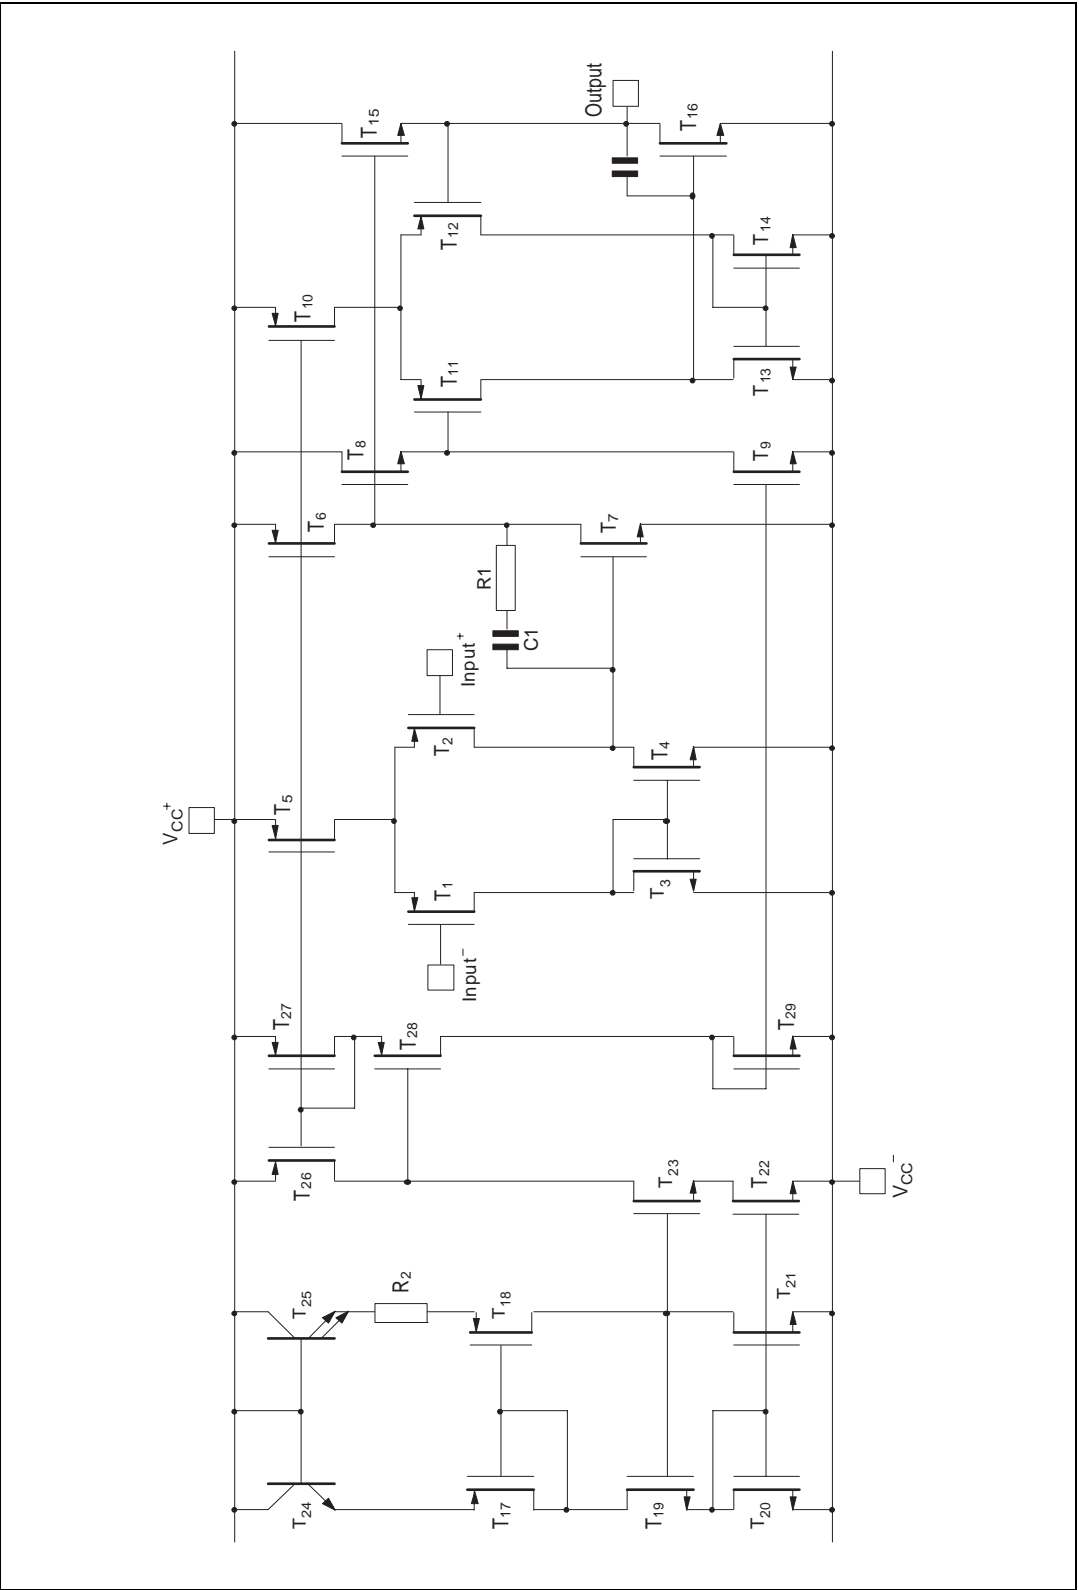 Output
T15
T16
T12
T14
T10
T11
T13
T8
T9
T6
T7
R1
C1
Input+
T2
T4
VCC+
T5
T1
T3
Input−
T27
T28
T29
T26
T23
T22
VCC−
T25
R2
T18
T21
T24
T17
T19
T20